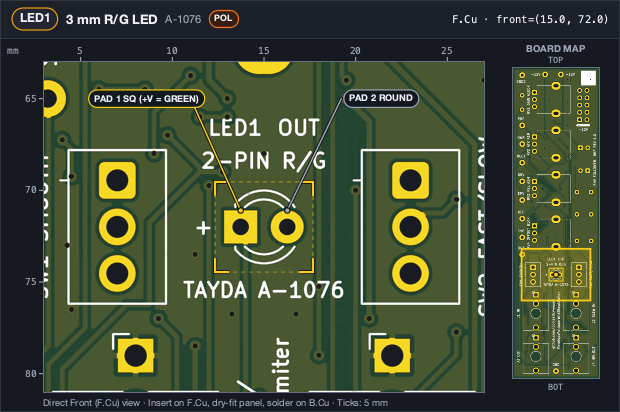 LED1 3 mm R/G LED A-1076 POL F.Cu · front=(15.0, 72.0)
mm 5 10 15 20 25
BOARD MAP
TOP
65
PAD 1 SQ (+V = GREEN)
PAD 2 ROUND
LED1 OUT
2-PIN R/G
70
+
75
TAYDA A-1076
80
BOT
Direct Front (F.Cu) view · Insert on F.Cu, dry-fit panel, solder on B.Cu · Ticks: 5 mm